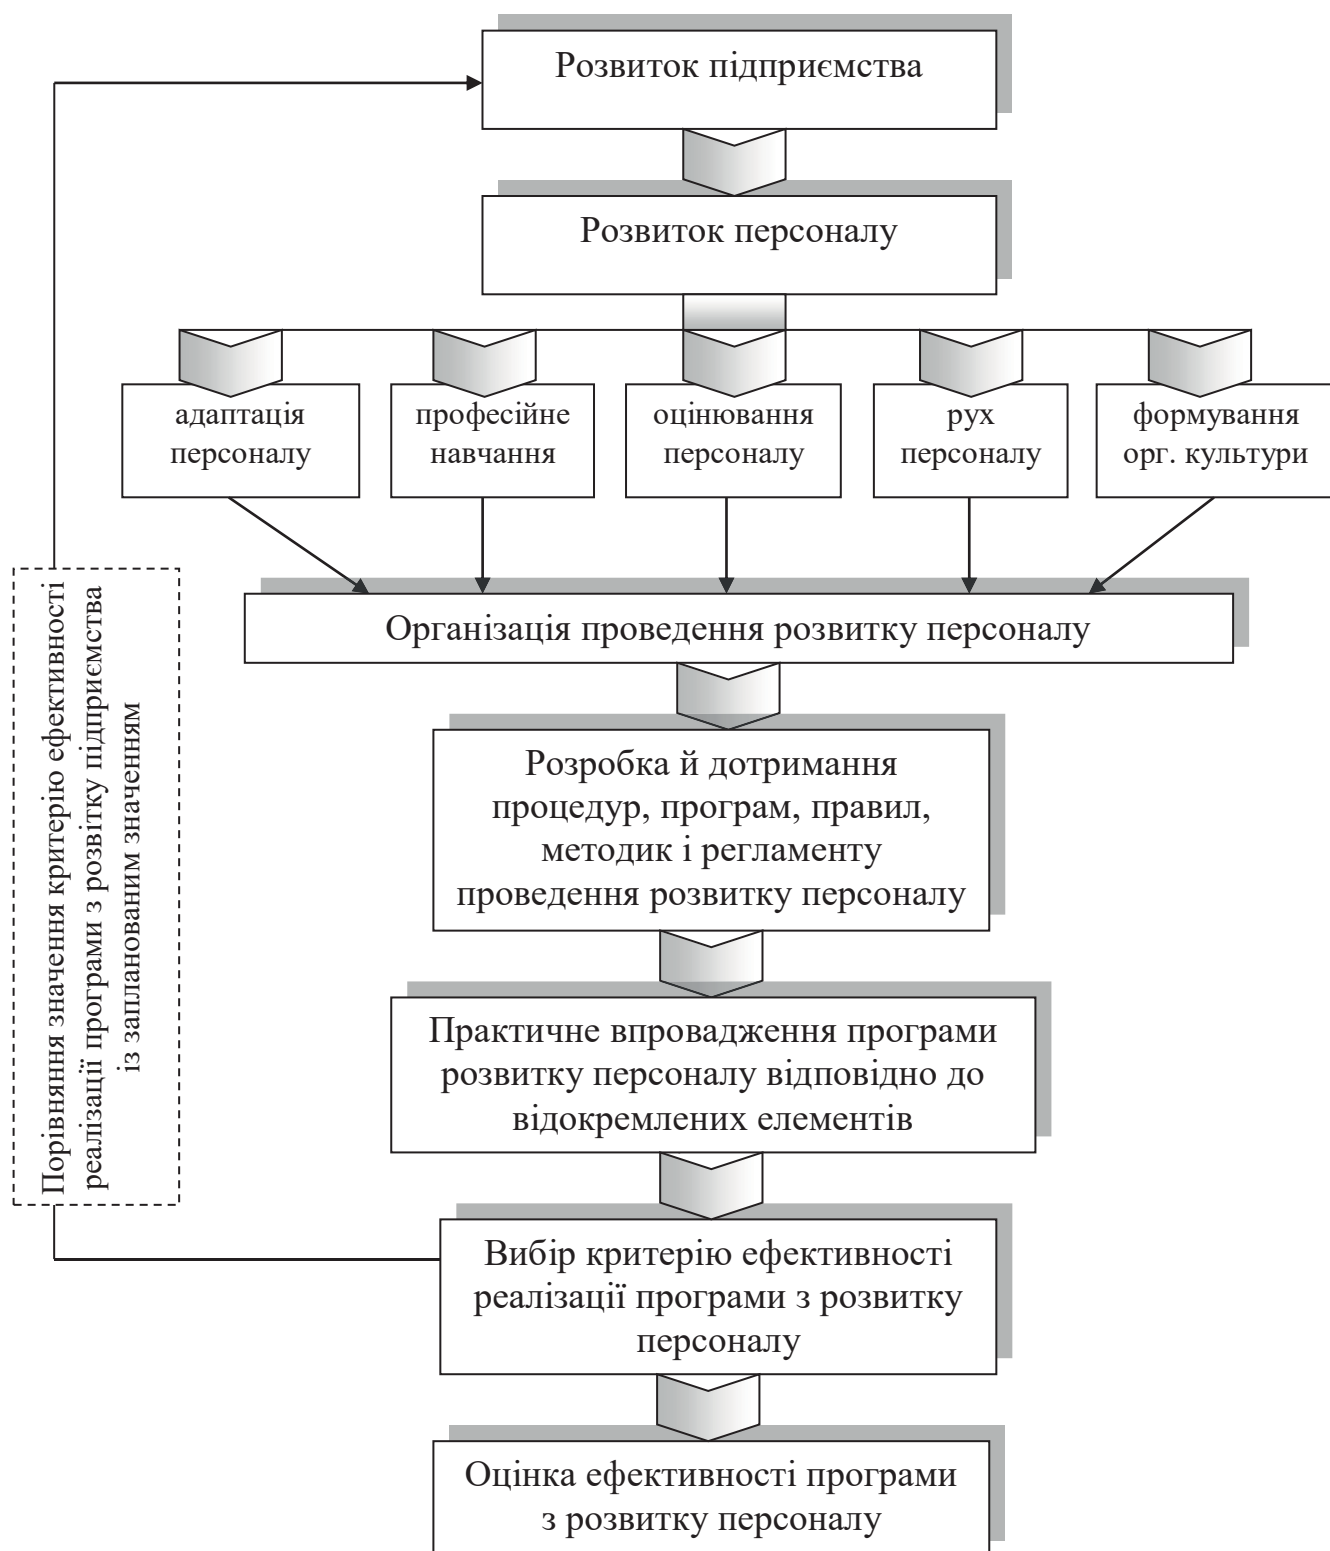 Розвиток підприємства
Розвиток персоналу
адаптація
персоналу
професійне
навчання
оцінювання
персоналу
рух
персоналу
формування
орг. культури
Організація проведення розвитку персоналу
Порівняння значення критерію ефективності
реалізації програми з розвітку підприємства
із запланованим значенням
Розробка й дотримання
процедур, програм, правил,
методик і регламенту
проведення розвитку персоналу
Практичне впровадження програми
розвитку персоналу відповідно до
відокремлених елементів
Вибір критерію ефективності
реалізації програми з розвитку
персоналу
Оцінка ефективності програми
з розвитку персоналу